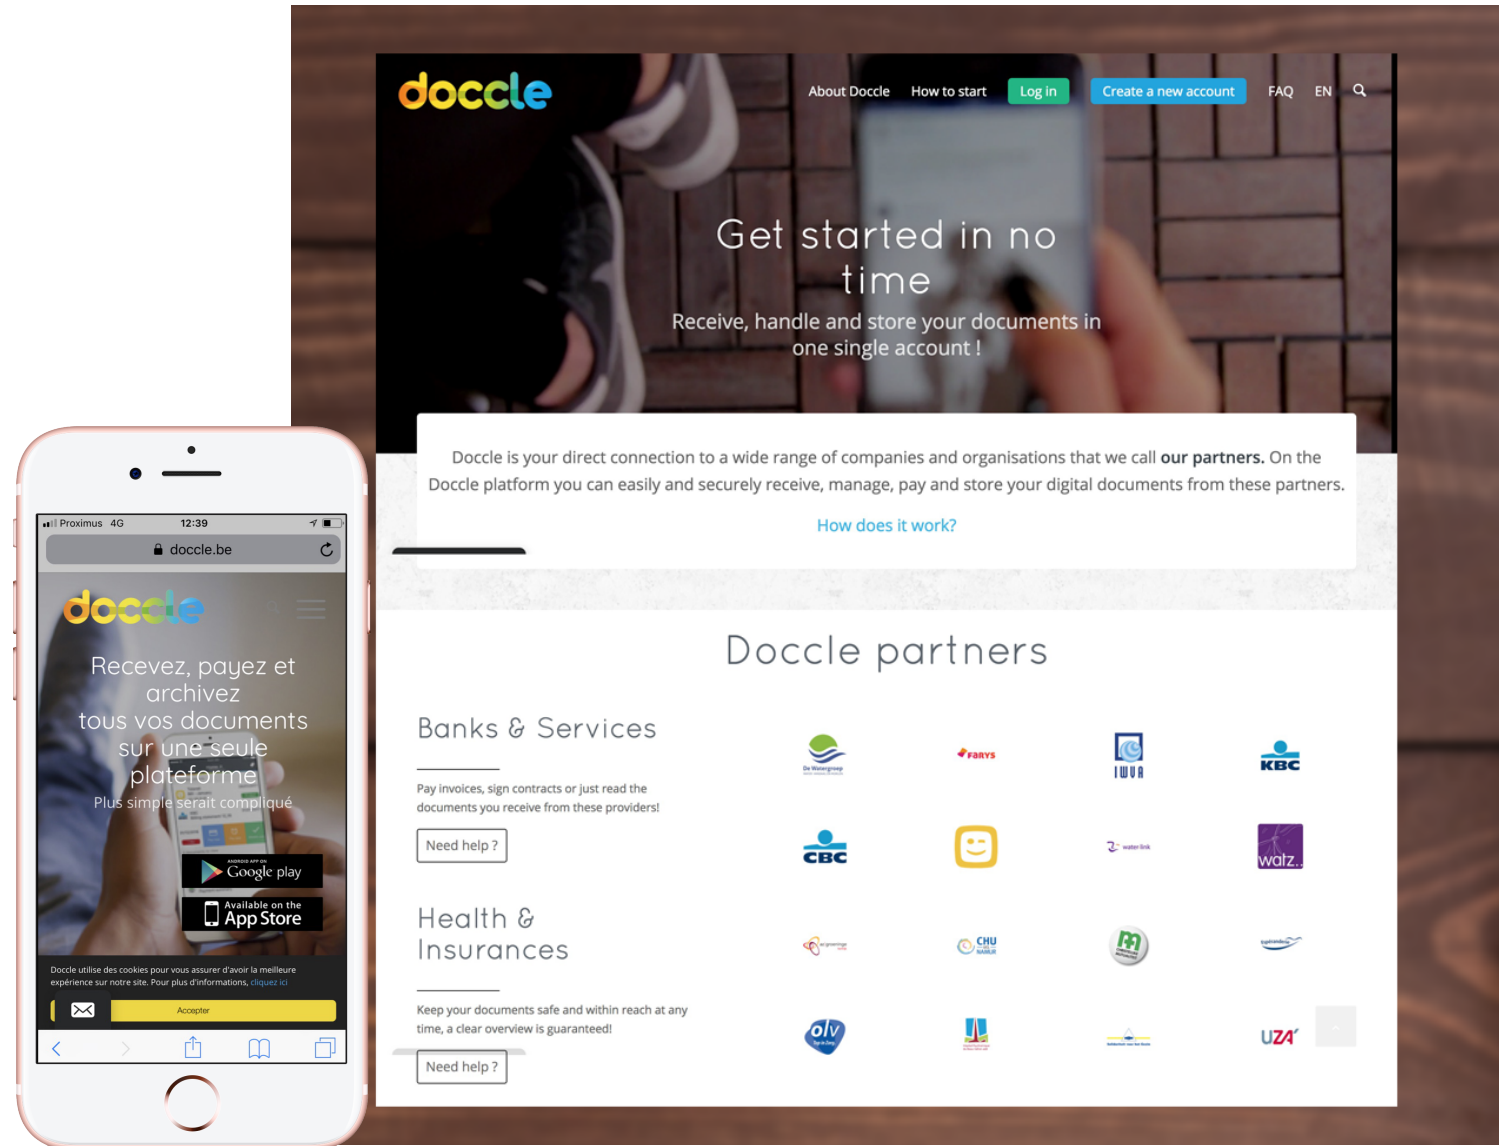 doccle
About Doccle
How to start
Log in
Create a new account
FAQ
EN
Get started in no
time
Receive, handle and store your documents in
one single account !
Doccle is your direct connection to a wide range of companies and organisations that we call our partners. On the
Doccle platform you can easily and securely receive, manage, pay and store your digital documents from these partners.
How does it work?
Doccle partners
Banks & Services
Pay invoices, sign contracts or just read the
documents you receive from these providers!
Need help ?
De Watergroep
FARYS
IWVA
KBC
CBC
water-link
watz..
Health &
Insurances
Keep your documents safe and within reach at any
time, a clear overview is guaranteed!
Need help ?
CHU
NAMUR
olv
UZA
Proximus 4G
12:39
doccle.be
doccle
Recevez, payez et
archivez
tous vos documents
sur une seule
plateforme
Plus simple serait compliqué
ANDROID APP ON
Google play
Available on the
App Store
Doccle utilise des cookies pour vous assurer d'avoir la meilleure
expérience sur notre site. Pour plus d'informations, cliquez ici
Accepter